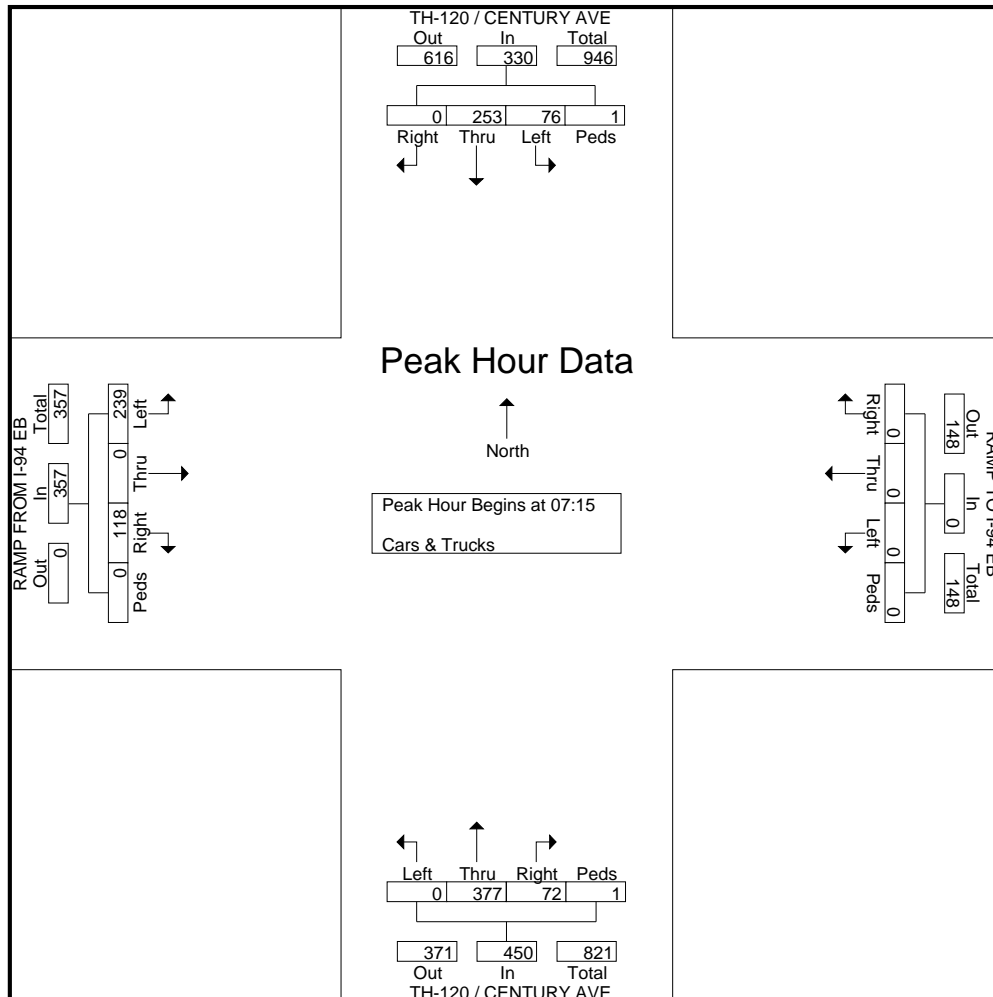 TH-120 / CENTURY AVE
Out In Total
616 330 946
0 253 76 1
Right Thru Left Peds
Peak Hour Data
North
Peak Hour Begins at 07:15
Cars & Trucks
RAMP FROM I-94 EB
Out In Total
0 357 357
239 0 118 0
Left Thru Right Peds
RAMP TO I-94 EB
Out In Total
148 0 148
0 0 0 0
Right Thru Left Peds
Left Thru Right Peds
0 377 72 1
371 450 821
Out In Total
TH-120 / CENTURY AVE